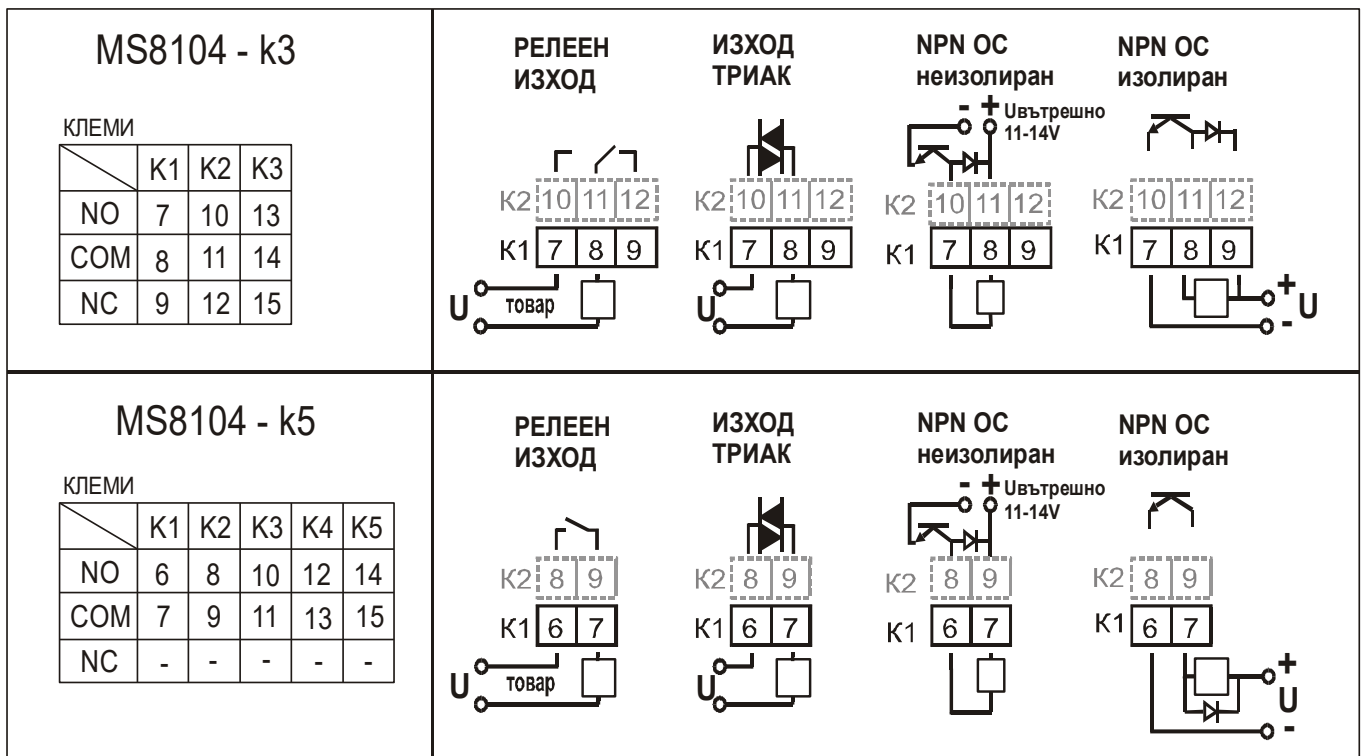 MS8104 - k3
КЛЕМИ
K1 K2 K3
NO 7 10 13
COM 8 11 14
NC 9 12 15
РЕЛЕЕН
ИЗХОД
K2 10 11 12
K1 7 8 9
U товар
ИЗХОД
ТРИАК
K2 10 11 12
K1 7 8 9
U
NPN ОС
неизолиран
- + Uвътрешно
11-14V
K2 10 11 12
K1 7 8 9
NPN ОС
изолиран
K2 10 11 12
K1 7 8 9
+
U
-
MS8104 - k5
КЛЕМИ
K1 K2 K3 K4 K5
NO 6 8 10 12 14
COM 7 9 11 13 15
NC - - - - -
РЕЛЕЕН
ИЗХОД
K2 8 9
K1 6 7
U товар
ИЗХОД
ТРИАК
K2 8 9
K1 6 7
U
NPN ОС
неизолиран
- + Uвътрешно
11-14V
K2 8 9
K1 6 7
NPN ОС
изолиран
K2 8 9
K1 6 7
+
U
-